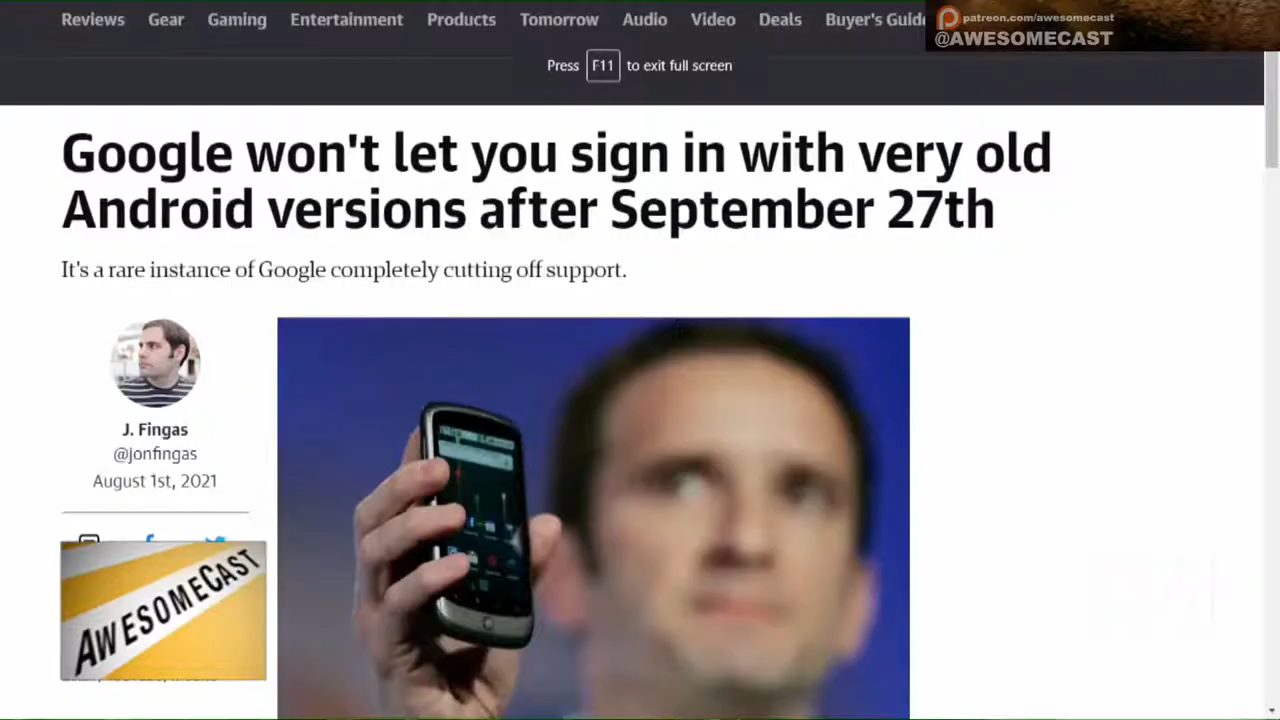 Reviews Gear Gaming Entertainment Products Tomorrow Audio Video Deals Buyer's Guide
patreon.com/awesomecast
@AWESOMECAST
Press F11 to exit full screen
Google won't let you sign in with very old
Android versions after September 27th
It's a rare instance of Google completely cutting off support.
J. Fingas
@jonfingas
August 1st, 2021
AWESOMECAST